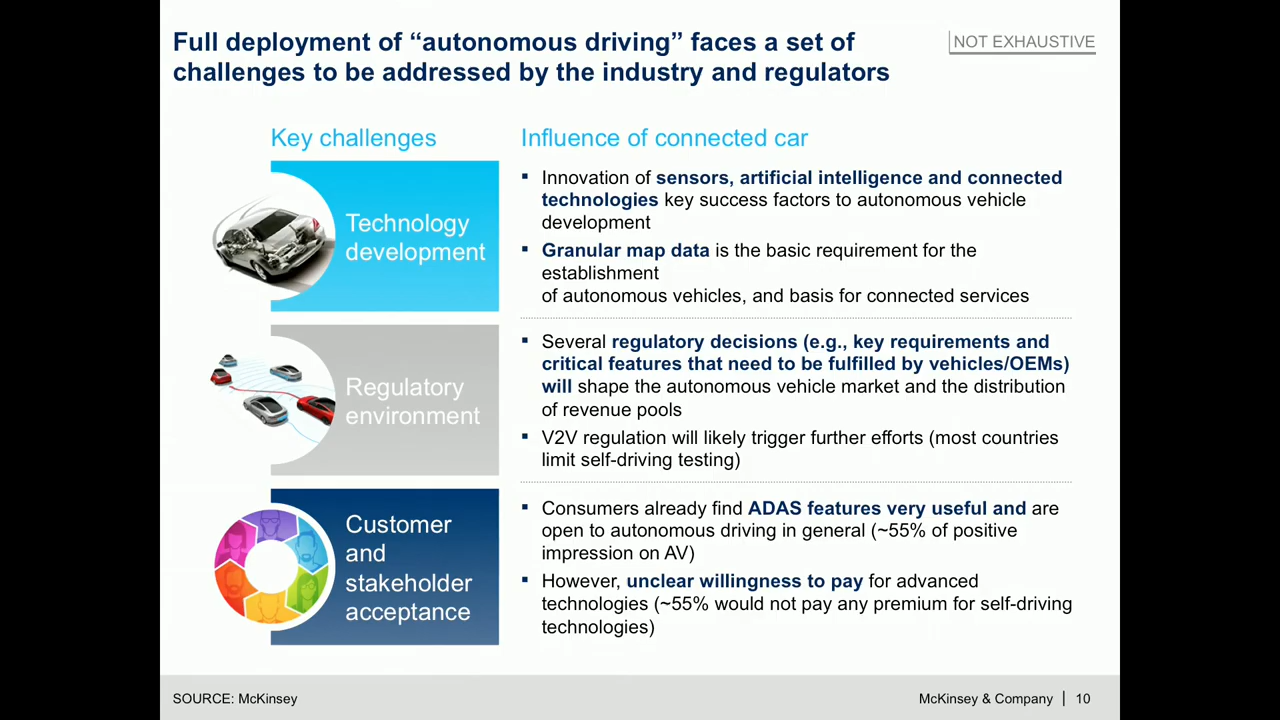 Full deployment of “autonomous driving” faces a set of
challenges to be addressed by the industry and regulators
NOT EXHAUSTIVE
Key challenges
Influence of connected car
Technology
development
▪ Innovation of sensors, artificial intelligence and connected
technologies key success factors to autonomous vehicle
development
▪ Granular map data is the basic requirement for the
establishment
of autonomous vehicles, and basis for connected services
Regulatory
environment
▪ Several regulatory decisions (e.g., key requirements and
critical features that need to be fulfilled by vehicles/OEMs)
will shape the autonomous vehicle market and the distribution
of revenue pools
▪ V2V regulation will likely trigger further efforts (most countries
limit self-driving testing)
Customer
and
stakeholder
acceptance
▪ Consumers already find ADAS features very useful and are
open to autonomous driving in general (~55% of positive
impression on AV)
▪ However, unclear willingness to pay for advanced
technologies (~55% would not pay any premium for self-driving
technologies)
SOURCE: McKinsey
McKinsey & Company | 10